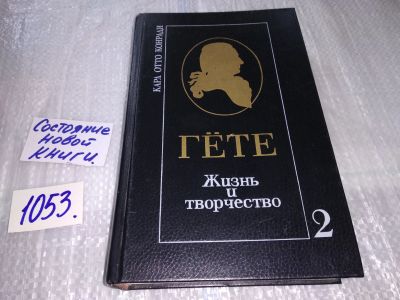 КАРЛ ОТТО КОНРАДИ
ГЁТЕ
Жизнь
и
творчество
2
Состояние
новой
книги.
1053.